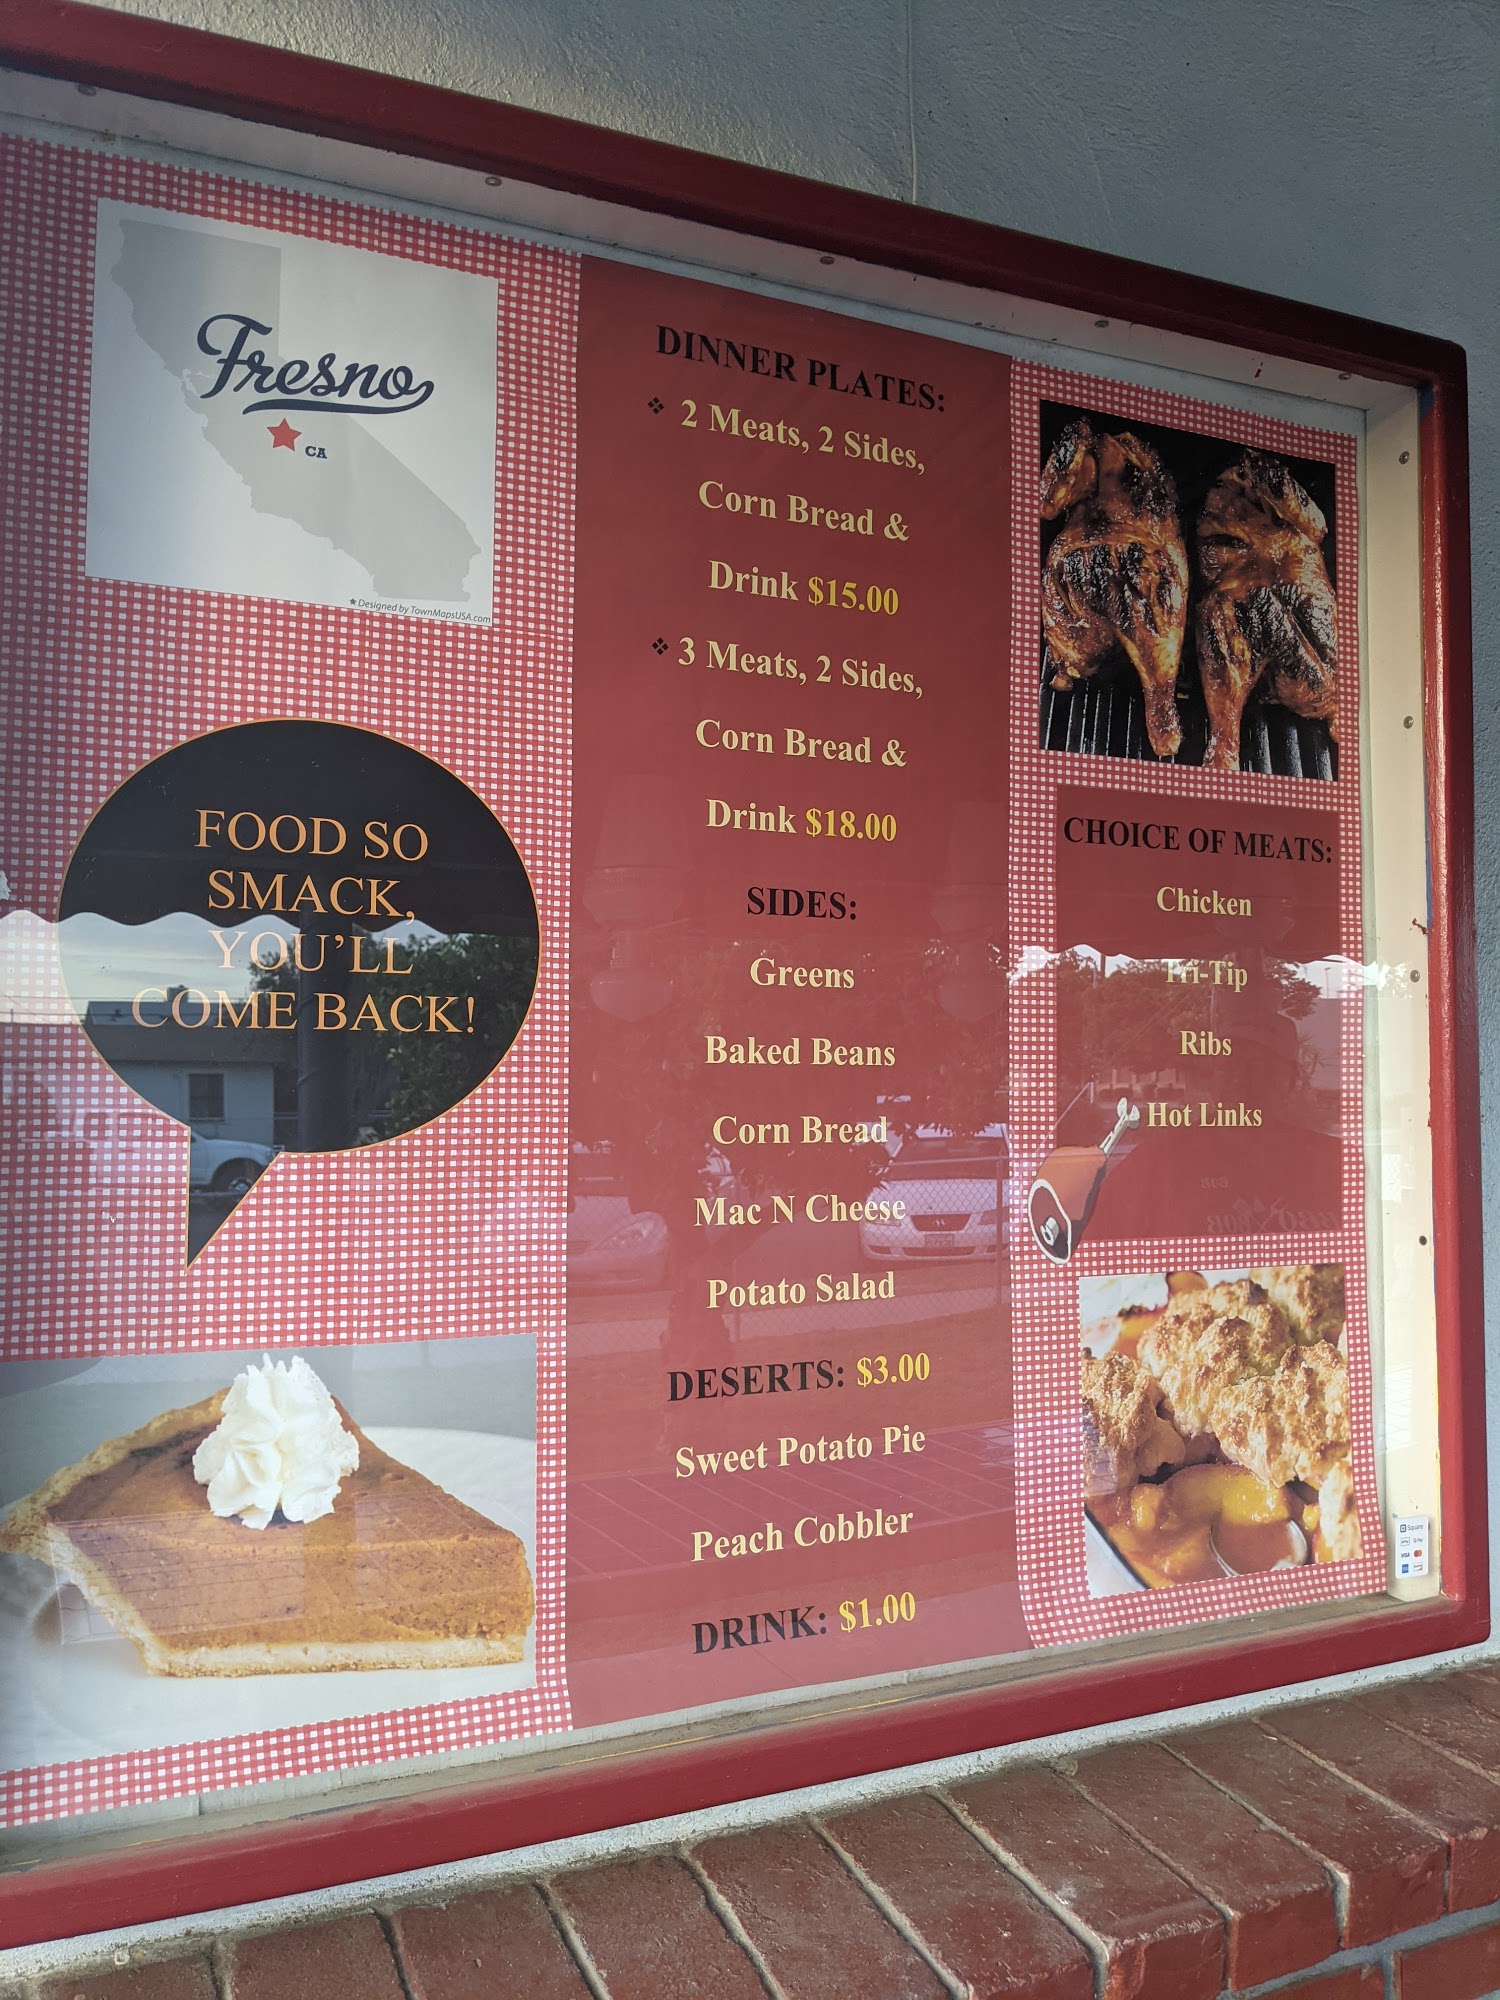 Fresno
CA
★ Designed by TownMapsUSA.com
FOOD SO
SMACK,
YOU'LL
COME BACK!
DINNER PLATES:
❖ 2 Meats, 2 Sides,
Corn Bread &
Drink $15.00
❖ 3 Meats, 2 Sides,
Corn Bread &
Drink $18.00
SIDES:
Greens
Baked Beans
Corn Bread
Mac N Cheese
Potato Salad
DESERTS: $3.00
Sweet Potato Pie
Peach Cobbler
DRINK: $1.00
CHOICE OF MEATS:
Chicken
Tri-Tip
Ribs
Hot Links
Square
VISA